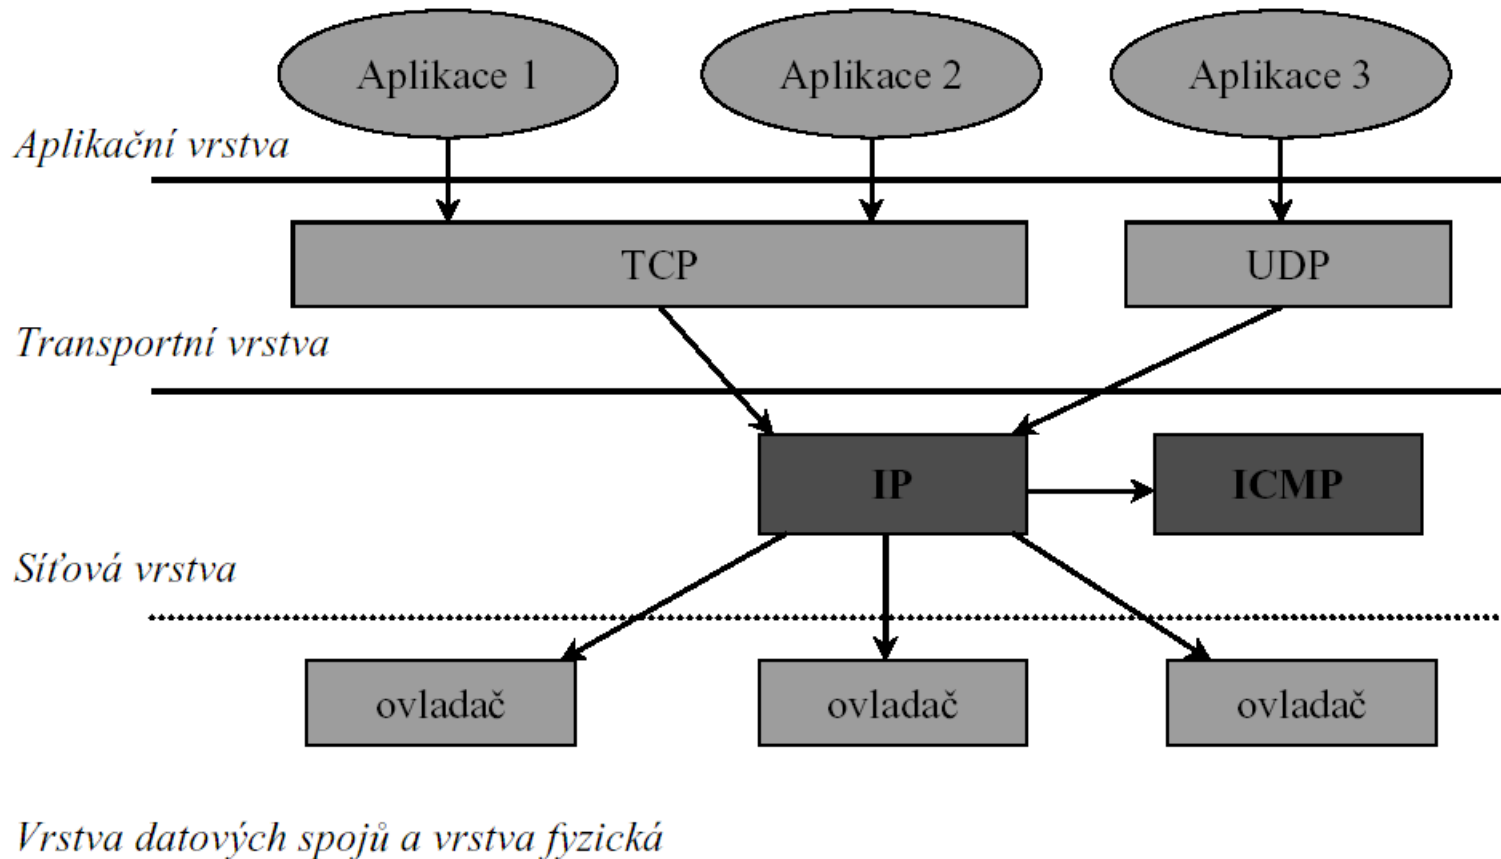 Aplikace 1
Aplikace 2
Aplikace 3
Aplikační vrstva
TCP
UDP
Transportní vrstva
IP
ICMP
Síťová vrstva
ovladač
ovladač
ovladač
Vrstva datových spojů a vrstva fyzická